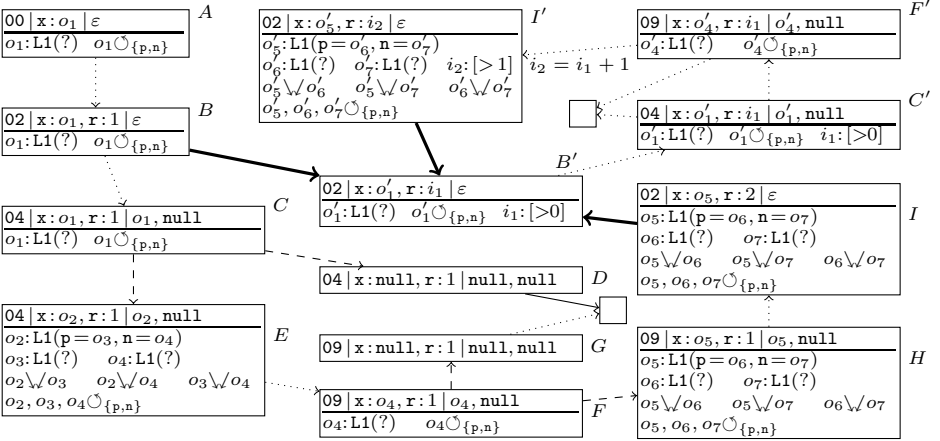 00 | x:o₁ | ε
A
o₁:L1(?) o₁↺{p,n}
02 | x:o₁, r:1 | ε
B
o₁:L1(?) o₁↺{p,n}
04 | x:o₁, r:1 | o₁, null
C
o₁:L1(?) o₁↺{p,n}
04 | x:o₂, r:1 | o₂, null
E
o₂:L1(p=o₃, n=o₄)
o₃:L1(?) o₄:L1(?)
o₂⋁o₃ o₂⋁o₄ o₃⋁o₄
o₂, o₃, o₄↺{p,n}
02 | x:o′₅, r:i₂ | ε
I′
o′₅:L1(p=o′₆, n=o′₇)
o′₆:L1(?) o′₇:L1(?) i₂:[>1]
o′₅⋁o′₆ o′₅⋁o′₇ o′₆⋁o′₇
o′₅, o′₆, o′₇↺{p,n}
i₂ = i₁ + 1
02 | x:o′₁, r:i₁ | ε
B′
o′₁:L1(?) o′₁↺{p,n} i₁:[>0]
04 | x:null, r:1 | null, null
D
09 | x:null, r:1 | null, null
G
09 | x:o₄, r:1 | o₄, null
F
o₄:L1(?) o₄↺{p,n}
09 | x:o′₄, r:i₁ | o′₄, null
F′
o′₄:L1(?) o′₄↺{p,n}
04 | x:o′₁, r:i₁ | o′₁, null
C′
o′₁:L1(?) o′₁↺{p,n} i₁:[>0]
02 | x:o₅, r:2 | ε
I
o₅:L1(p=o₆, n=o₇)
o₆:L1(?) o₇:L1(?)
o₅⋁o₆ o₅⋁o₇ o₆⋁o₇
o₅, o₆, o₇↺{p,n}
09 | x:o₅, r:1 | o₅, null
H
o₅:L1(p=o₆, n=o₇)
o₆:L1(?) o₇:L1(?)
o₅⋁o₆ o₅⋁o₇ o₆⋁o₇
o₅, o₆, o₇↺{p,n}